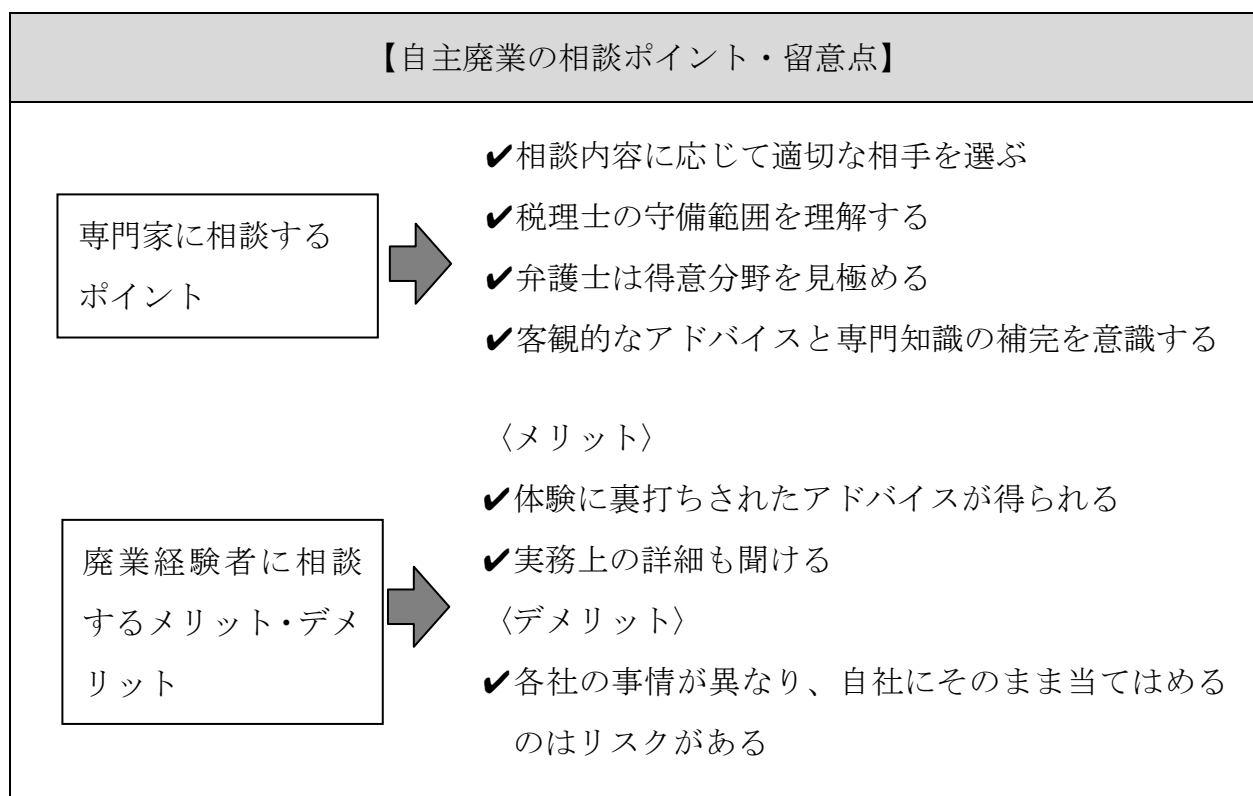 【自主廃業の相談ポイント・留意点】
専門家に相談する
ポイント
✔相談内容に応じて適切な相手を選ぶ
✔税理士の守備範囲を理解する
✔弁護士は得意分野を見極める
✔客観的なアドバイスと専門知識の補完を意識する
廃業経験者に相談
するメリット・デメ
リット
〈メリット〉
✔体験に裏打ちされたアドバイスが得られる
✔実務上の詳細も聞ける
〈デメリット〉
✔各社の事情が異なり、自社にそのまま当てはめる
のはリスクがある